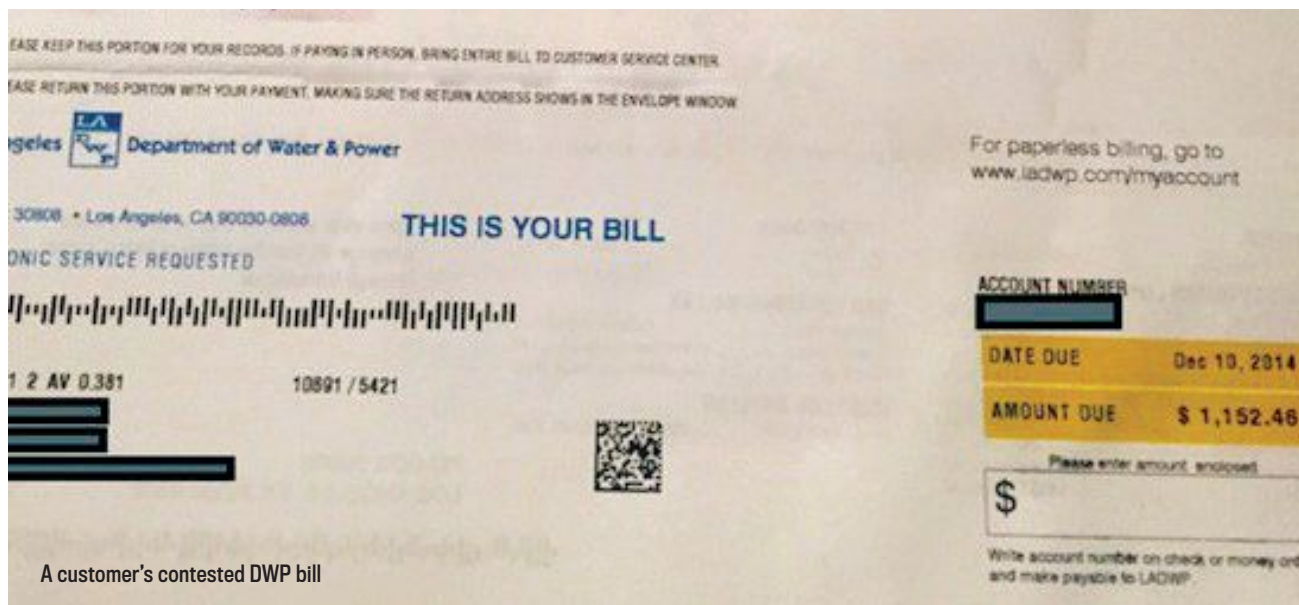 EASE KEEP THIS PORTION FOR YOUR RECORDS. IF PAYING IN PERSON, BRING ENTIRE BILL TO CUSTOMER SERVICE CENTER.
EASE RETURN THIS PORTION WITH YOUR PAYMENT, MAKING SURE THE RETURN ADDRESS SHOWS IN THE ENVELOPE WINDOW
geles LA DWP Department of Water & Power
For paperless billing, go to
www.ladwp.com/myaccount
30808 • Los Angeles, CA 90030-0808
THIS IS YOUR BILL
ONIC SERVICE REQUESTED
ACCOUNT NUMBER
DATE DUE Dec 10, 2014
1 2 AV 0.381 10891 / 5421
AMOUNT DUE $ 1,152.46
Please enter amount enclosed
$
Write account number on check or money ord
and make payable to LADWP.
A customer's contested DWP bill